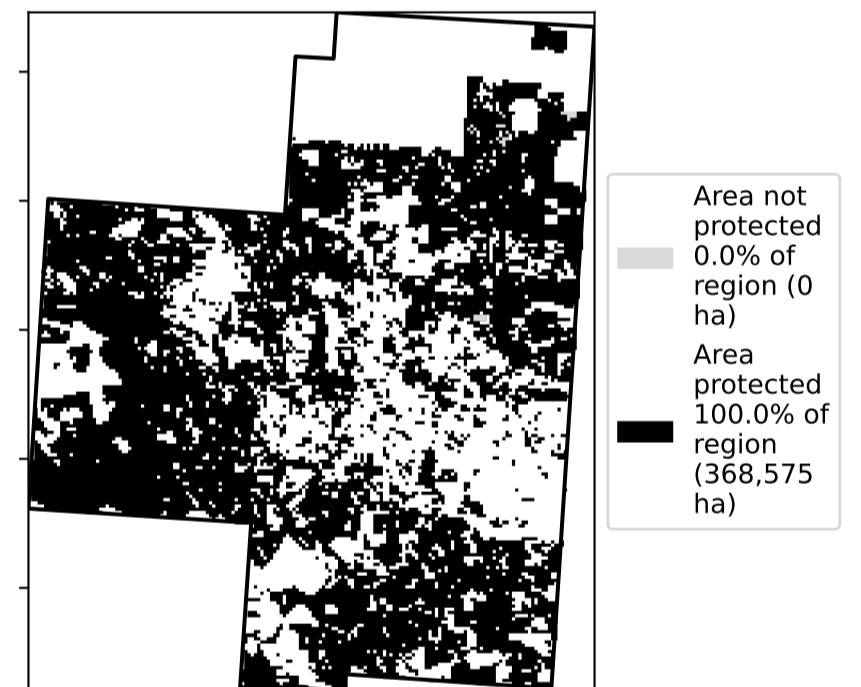 Area not
protected
0.0% of
region (0
ha)
Area
protected
100.0% of
region
(368,575
ha)